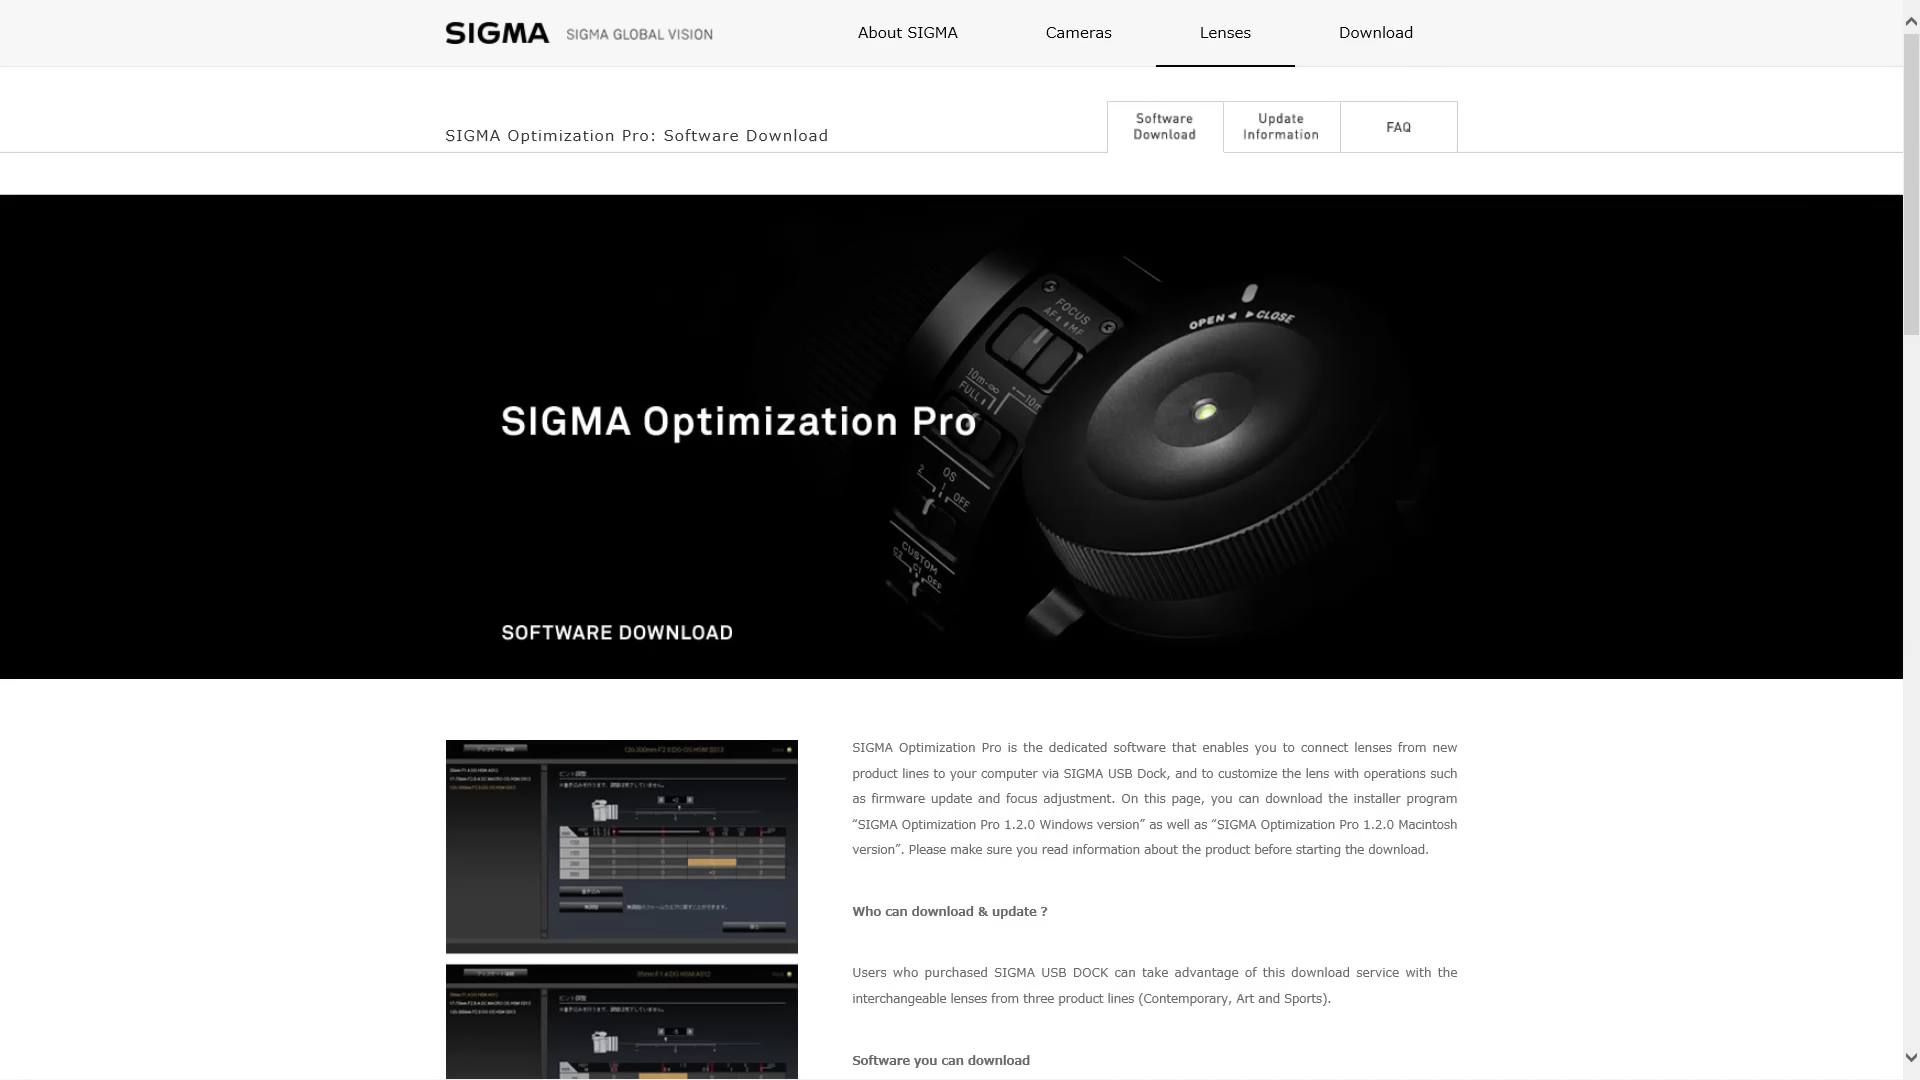 SIGMA SIGMA GLOBAL VISION About SIGMA Cameras Lenses Download
SIGMA Optimization Pro: Software Download
Software
Download
Update
Information
FAQ
FOCUS
AF MF
OPEN ◀ ▶CLOSE
10m-∞
FULL
SIGMA Optimization Pro
OS
2 1 OFF
CUSTOM
C2 C1 OFF
SOFTWARE DOWNLOAD
SIGMA Optimization Pro is the dedicated software that enables you to connect lenses from new
product lines to your computer via SIGMA USB Dock, and to customize the lens with operations such
as firmware update and focus adjustment. On this page, you can download the installer program
“SIGMA Optimization Pro 1.2.0 Windows version” as well as “SIGMA Optimization Pro 1.2.0 Macintosh
version”. Please make sure you read information about the product before starting the download.
Who can download & update ?
Users who purchased SIGMA USB DOCK can take advantage of this download service with the
interchangeable lenses from three product lines (Contemporary, Art and Sports).
Software you can download